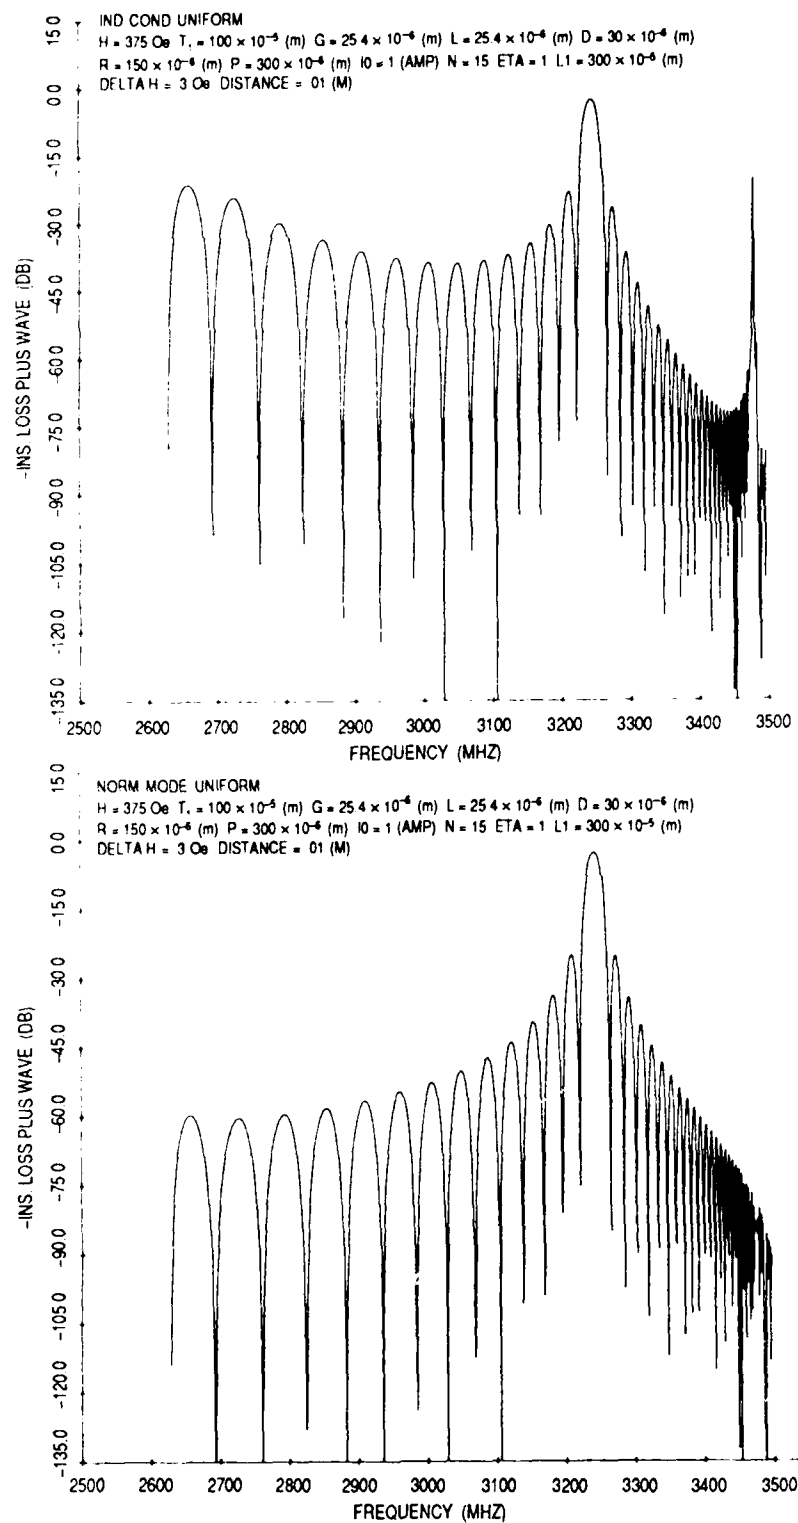 IND COND UNIFORM
H = 375 Oe T₁ = 100 × 10⁻⁵ (m) G = 25.4 × 10⁻⁶ (m) L = 25.4 × 10⁻⁶ (m) D = 30 × 10⁻⁶ (m)
R = 150 × 10⁻⁶ (m) P = 300 × 10⁻⁶ (m) I0 = 1 (AMP) N = 15 ETA = 1 L1 = 300 × 10⁻⁵ (m)
DELTA H = .3 Oe DISTANCE = .01 (M)
15.0
0.0
-15.0
-30.0
-45.0
-60.0
-75.0
-90.0
-105.0
-120.0
-135.0
-INS. LOSS PLUS WAVE (DB)
2500 2600 2700 2800 2900 3000 3100 3200 3300 3400 3500
FREQUENCY (MHZ)
NORM MODE UNIFORM
H = 375 Oe T₁ = 100 × 10⁻⁵ (m) G = 25.4 × 10⁻⁶ (m) L = 25.4 × 10⁻⁶ (m) D = 30 × 10⁻⁶ (m)
R = 150 × 10⁻⁶ (m) P = 300 × 10⁻⁶ (m) I0 = 1 (AMP) N = 15 ETA = 1 L1 = 300 × 10⁻⁵ (m)
DELTA H = .3 Oe DISTANCE = .01 (M)
15.0
0.0
-15.0
-30.0
-45.0
-60.0
-75.0
-90.0
-105.0
-120.0
-135.0
-INS. LOSS PLUS WAVE (DB)
2500 2600 2700 2800 2900 3000 3100 3200 3300 3400 3500
FREQUENCY (MHZ)